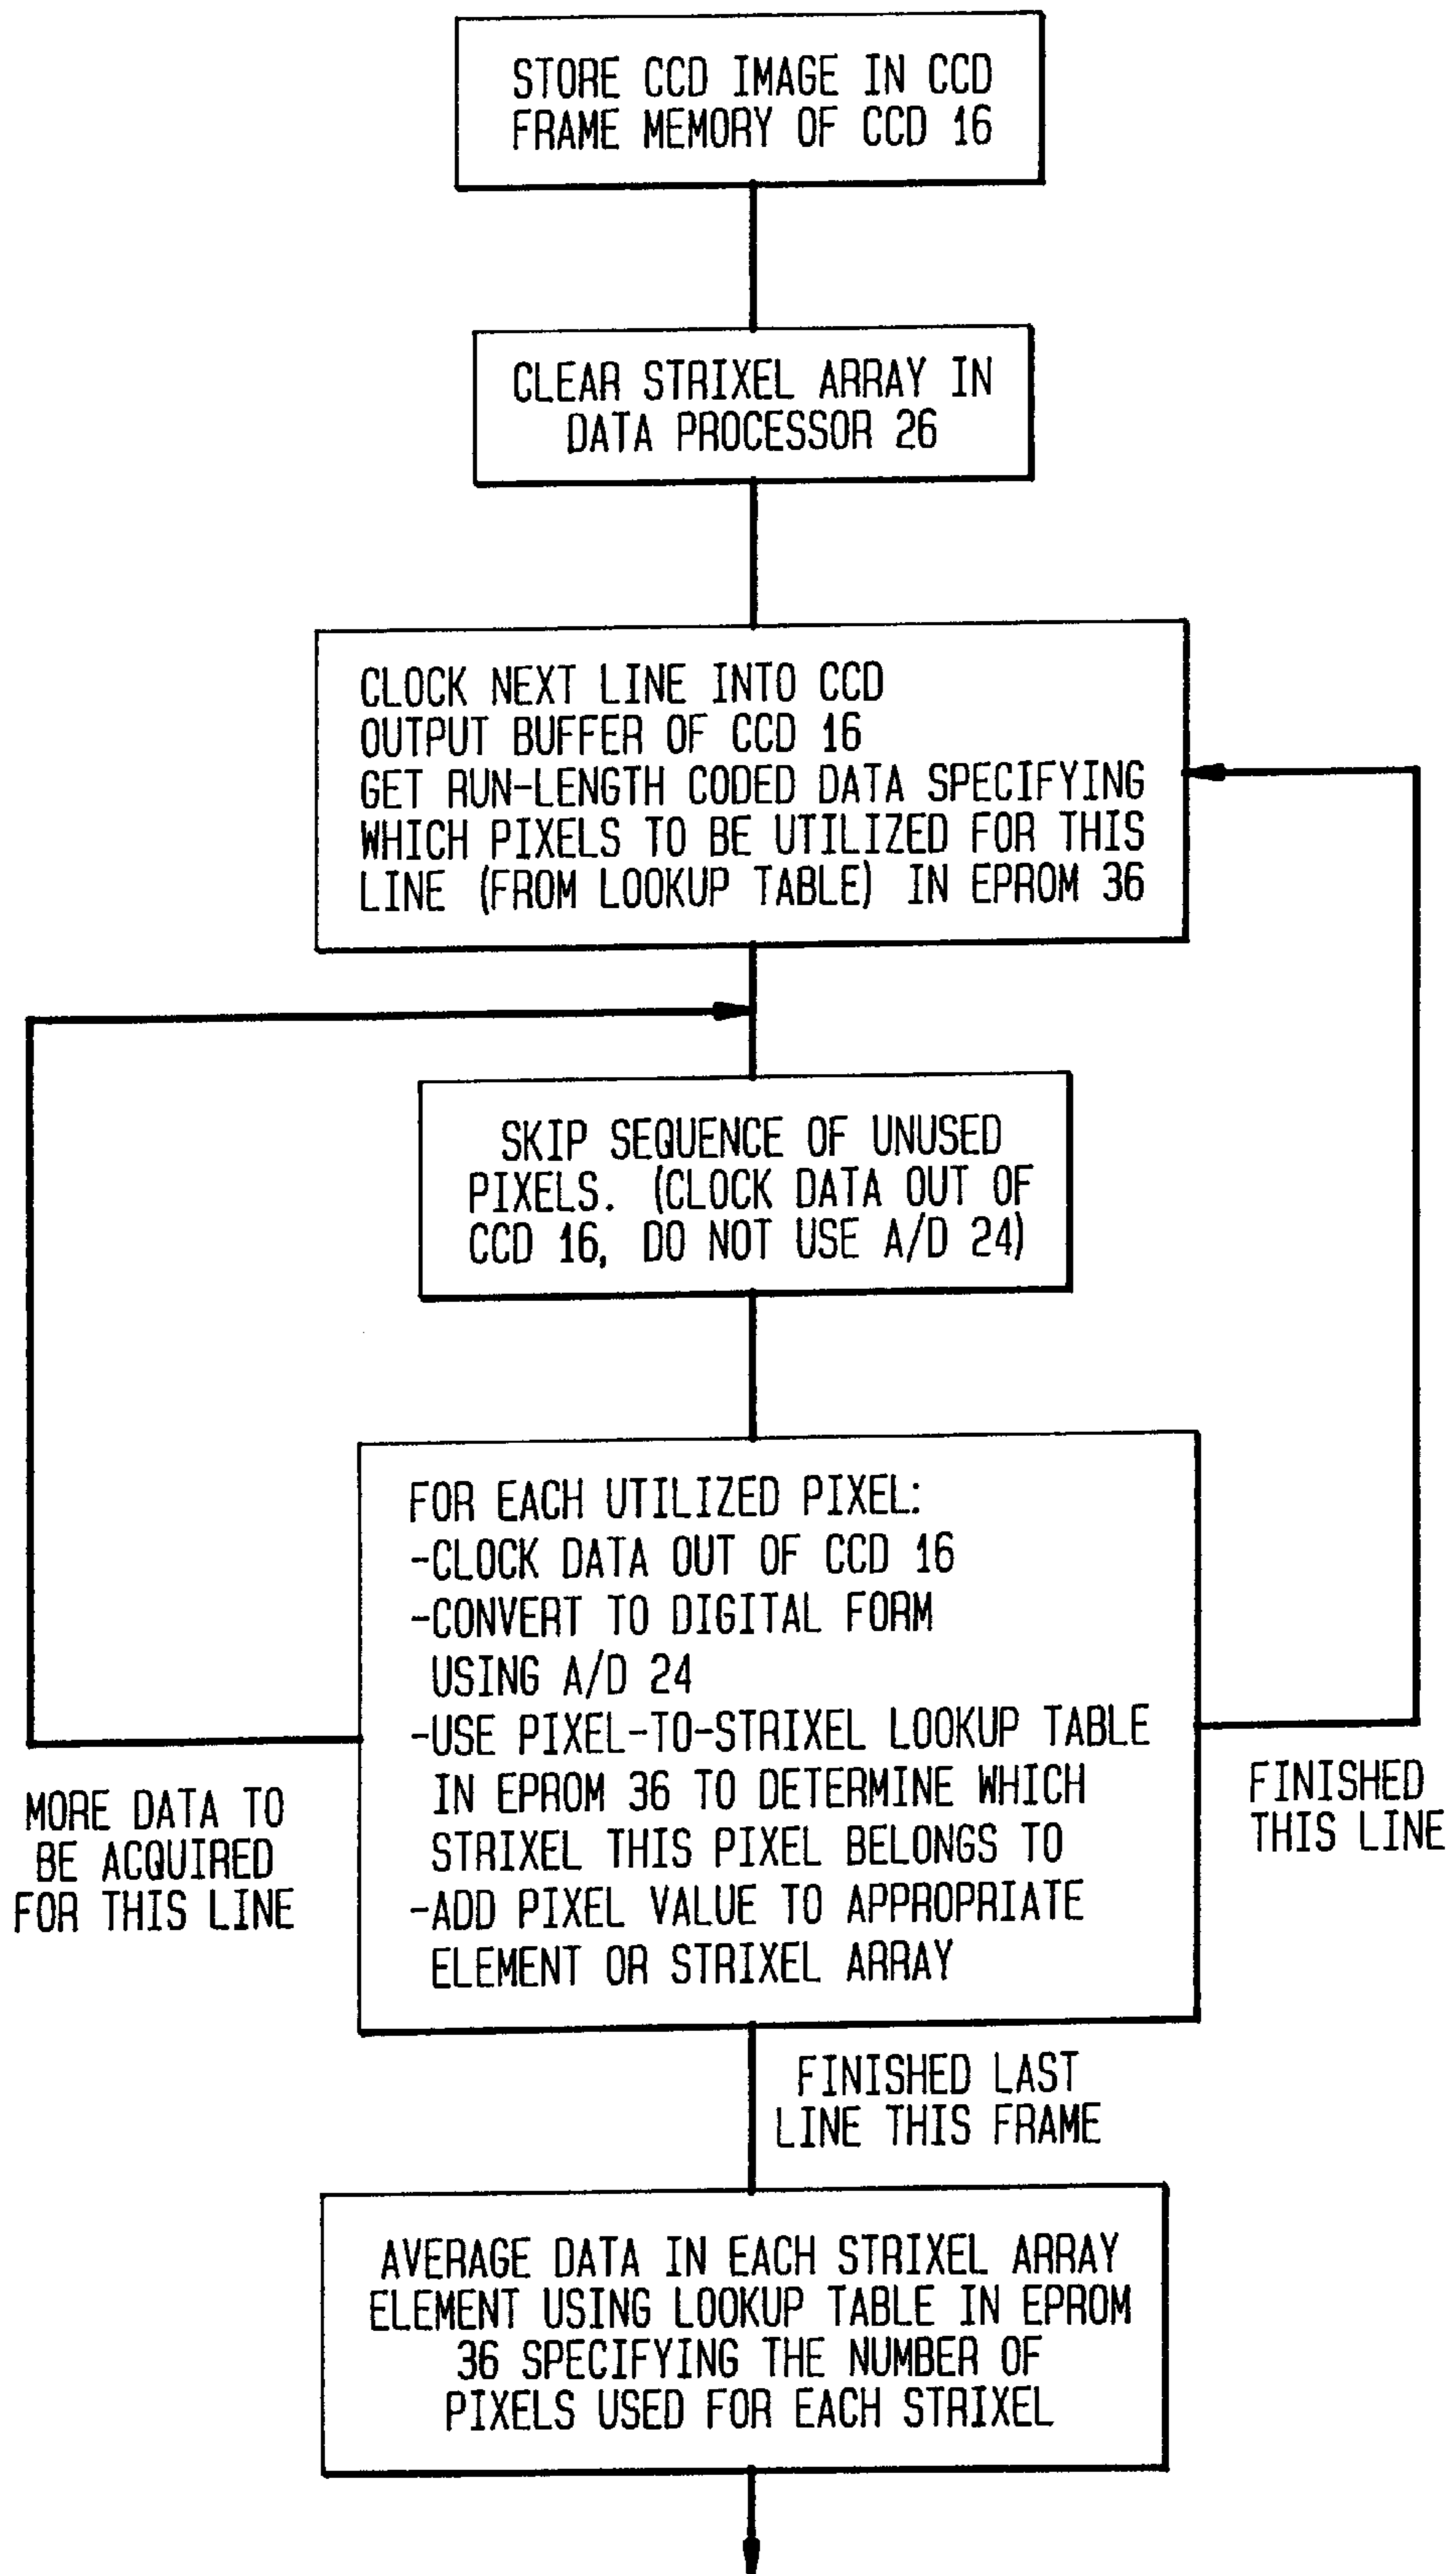 STORE CCD IMAGE IN CCD
FRAME MEMORY OF CCD 16
CLEAR STRIXEL ARRAY IN
DATA PROCESSOR 26
CLOCK NEXT LINE INTO CCD
OUTPUT BUFFER OF CCD 16
GET RUN-LENGTH CODED DATA SPECIFYING
WHICH PIXELS TO BE UTILIZED FOR THIS
LINE (FROM LOOKUP TABLE) IN EPROM 36
SKIP SEQUENCE OF UNUSED
PIXELS. (CLOCK DATA OUT OF
CCD 16, DO NOT USE A/D 24)
FOR EACH UTILIZED PIXEL:
-CLOCK DATA OUT OF CCD 16
-CONVERT TO DIGITAL FORM
USING A/D 24
-USE PIXEL-TO-STRIXEL LOOKUP TABLE
IN EPROM 36 TO DETERMINE WHICH
STRIXEL THIS PIXEL BELONGS TO
-ADD PIXEL VALUE TO APPROPRIATE
ELEMENT OR STRIXEL ARRAY
MORE DATA TO
BE ACQUIRED
FOR THIS LINE
FINISHED
THIS LINE
FINISHED LAST
LINE THIS FRAME
AVERAGE DATA IN EACH STRIXEL ARRAY
ELEMENT USING LOOKUP TABLE IN EPROM
36 SPECIFYING THE NUMBER OF
PIXELS USED FOR EACH STRIXEL